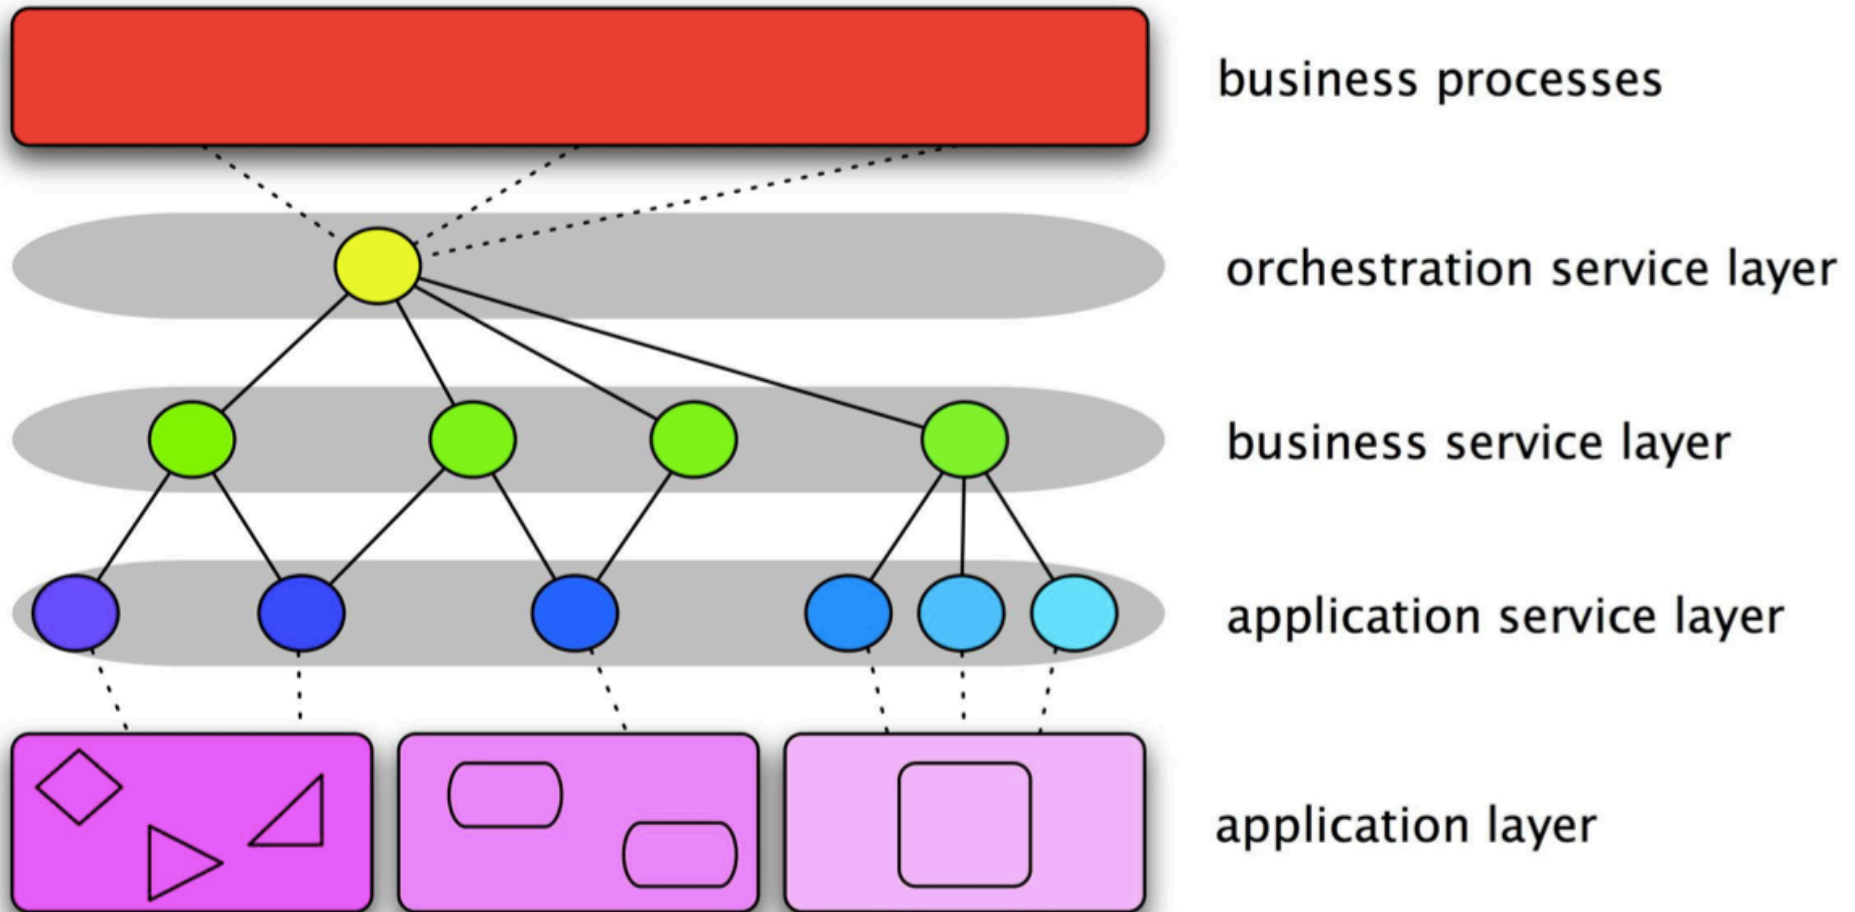 business processes
orchestration service layer
business service layer
application service layer
application layer